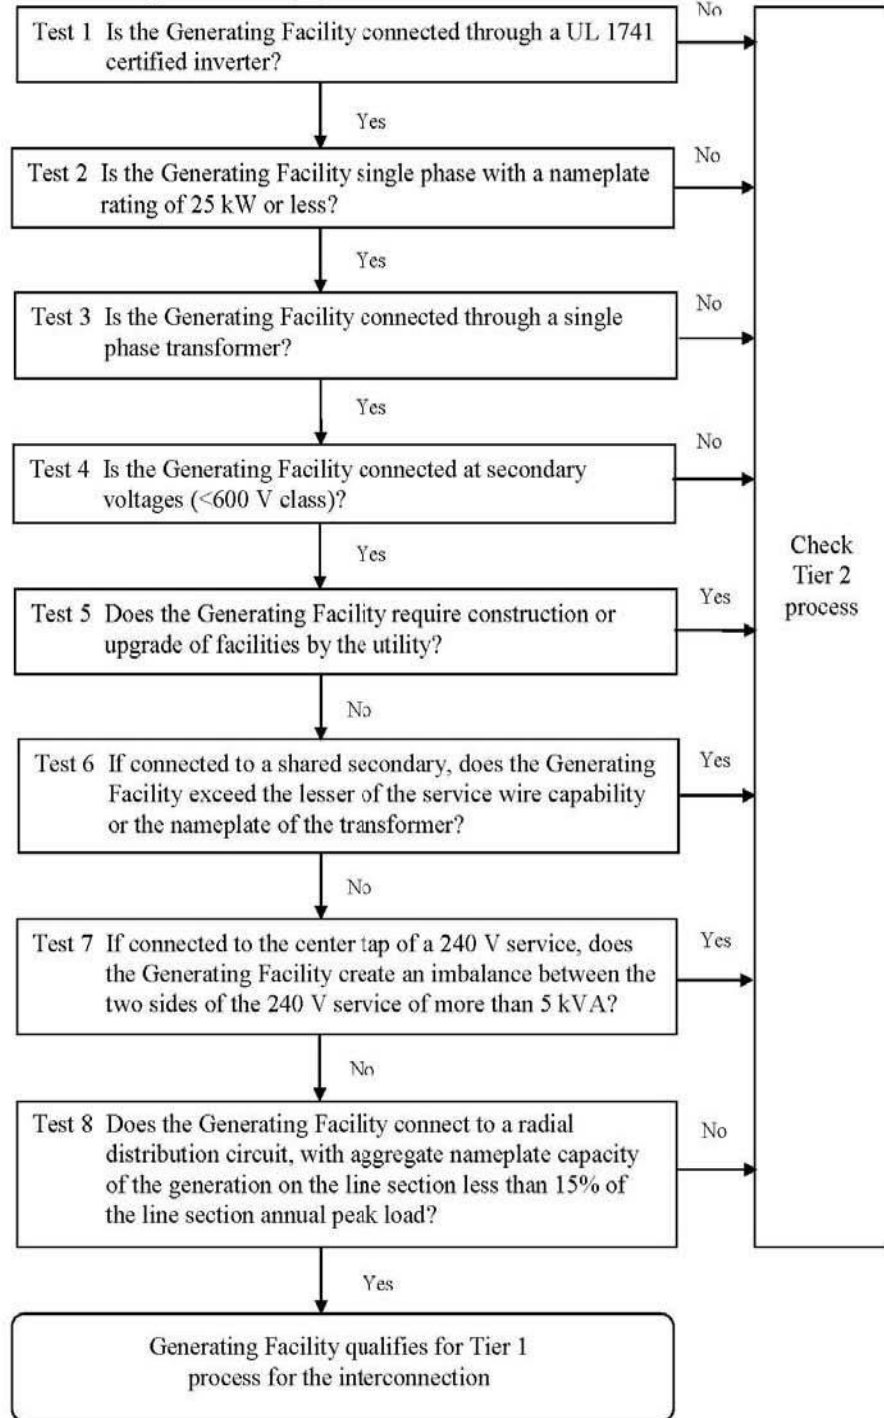 No
Test 1 Is the Generating Facility connected through a UL 1741
certified inverter?
Yes
No
Test 2 Is the Generating Facility single phase with a nameplate
rating of 25 kW or less?
Yes
No
Test 3 Is the Generating Facility connected through a single
phase transformer?
Yes
No
Test 4 Is the Generating Facility connected at secondary
voltages (<600 V class)?
Yes
Check
Tier 2
process
Yes
Test 5 Does the Generating Facility require construction or
upgrade of facilities by the utility?
No
Yes
Test 6 If connected to a shared secondary, does the Generating
Facility exceed the lesser of the service wire capability
or the nameplate of the transformer?
No
Yes
Test 7 If connected to the center tap of a 240 V service, does
the Generating Facility create an imbalance between the
two sides of the 240 V service of more than 5 kVA?
No
Test 8 Does the Generating Facility connect to a radial
distribution circuit, with aggregate nameplate capacity
of the generation on the line section less than 15% of
the line section annual peak load?
No
Yes
Generating Facility qualifies for Tier 1
process for the interconnection